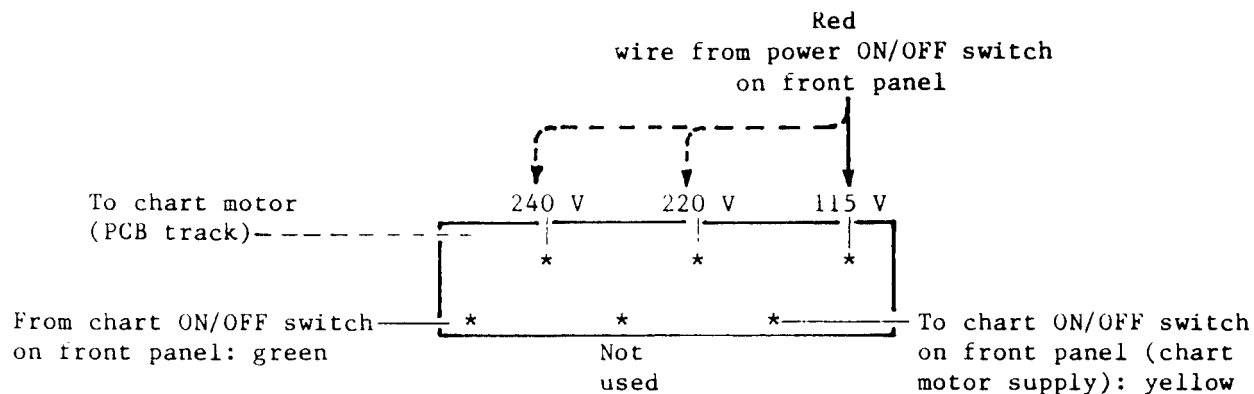 Red
wire from power ON/OFF switch
on front panel
240 V
220 V
115 V
To chart motor
(PCB track)
*
*
*
From chart ON/OFF switch
on front panel: green
*
*
*
Not
used
To chart ON/OFF switch
on front panel (chart
motor supply): yellow